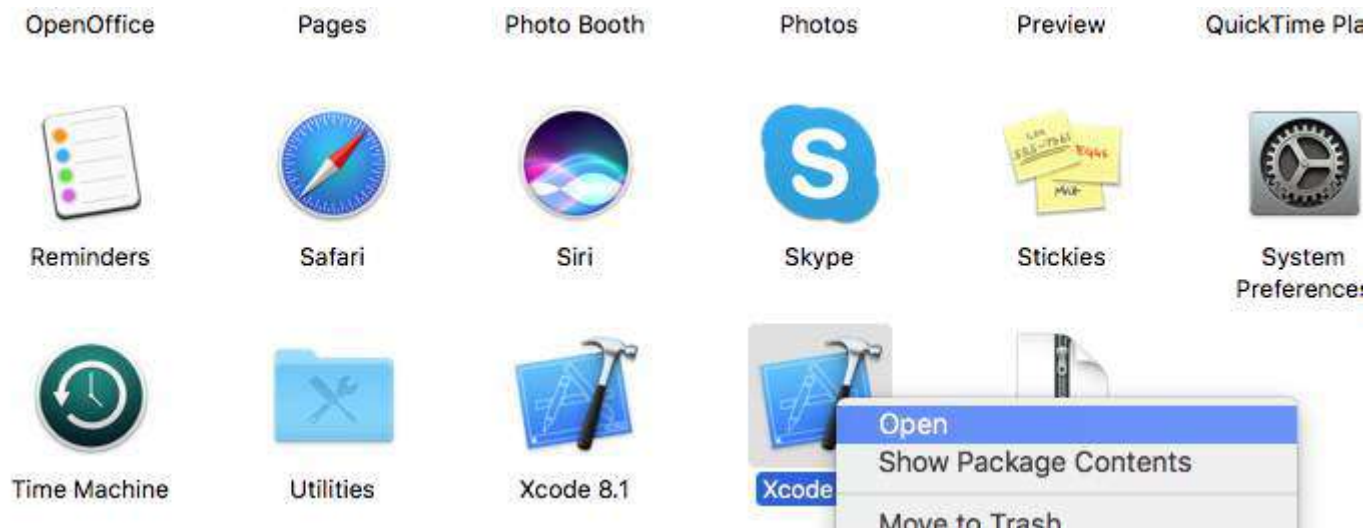 OpenOffice
Pages
Photo Booth
Photos
Preview
QuickTime Pla
Reminders
Safari
Siri
Skype
Stickies
System
Preferences
Time Machine
Utilities
Xcode 8.1
Xcode
Open
Show Package Contents
Move to Trash